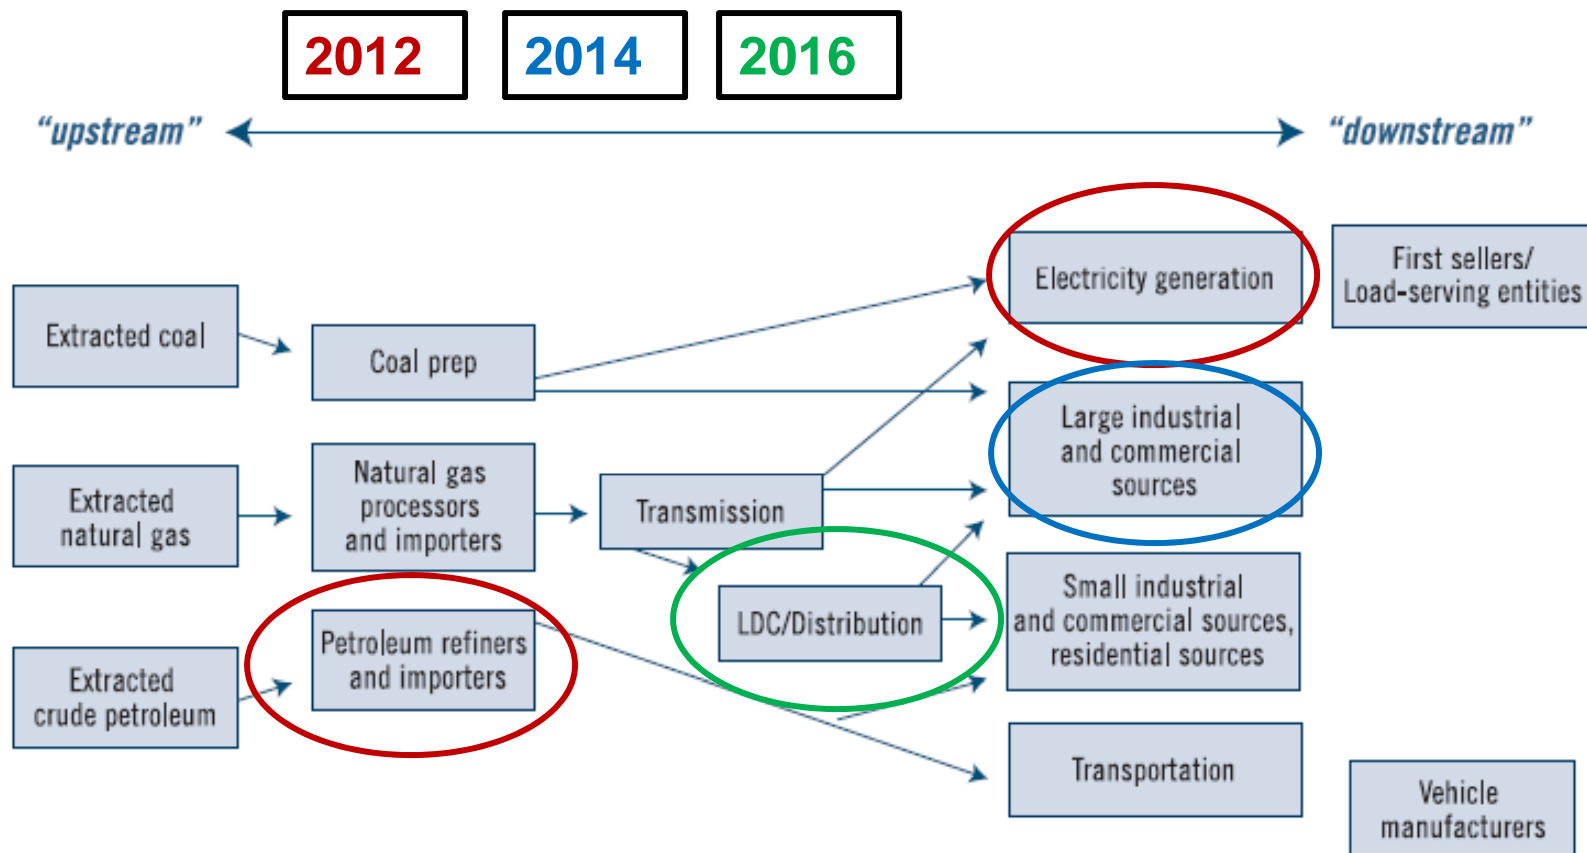 2012
2014
2016
“upstream”
“downstream”
Electricity generation
First sellers/
Load-serving entities
Extracted coal
Coal prep
Large industrial
and commercial
sources
Extracted
natural gas
Natural gas
processors
and importers
Transmission
LDC/Distribution
Small industrial
and commercial sources,
residential sources
Petroleum refiners
and importers
Extracted
crude petroleum
Transportation
Vehicle
manufacturers